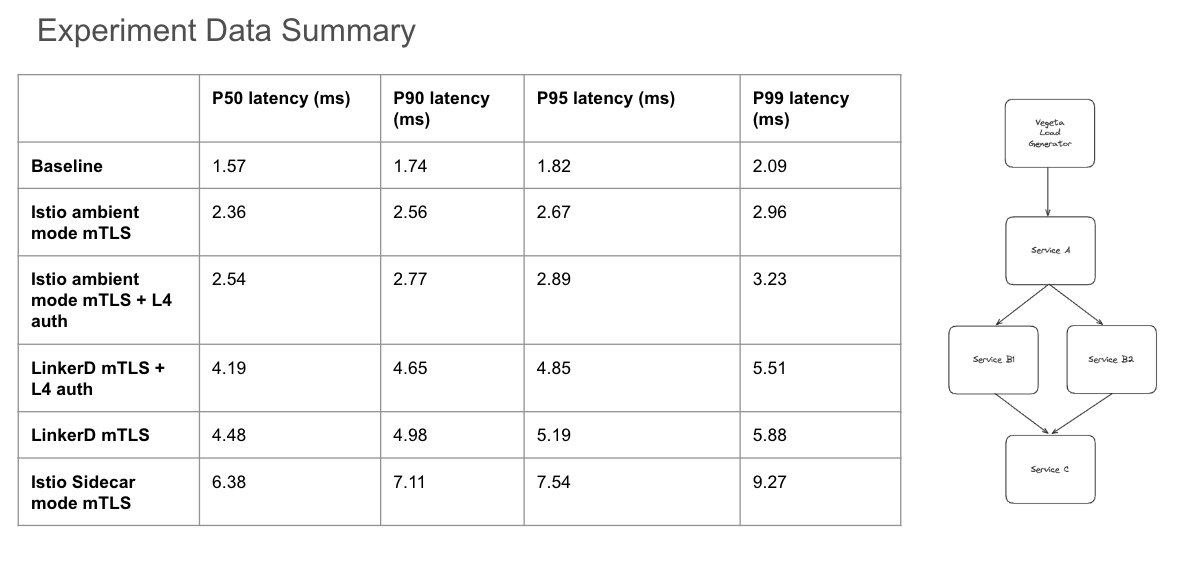 Experiment Data Summary
P50 latency (ms)
P90 latency
(ms)
P95 latency (ms)
P99 latency
(ms)
Baseline
1.57
1.74
1.82
2.09
Istio ambient
mode mTLS
2.36
2.56
2.67
2.96
Istio ambient
mode mTLS + L4
auth
2.54
2.77
2.89
3.23
LinkerD mTLS +
L4 auth
4.19
4.65
4.85
5.51
LinkerD mTLS
4.48
4.98
5.19
5.88
Istio Sidecar
mode mTLS
6.38
7.11
7.54
9.27
Vegeta
Load
Generator
Service A
Service B1
Service B2
Service C